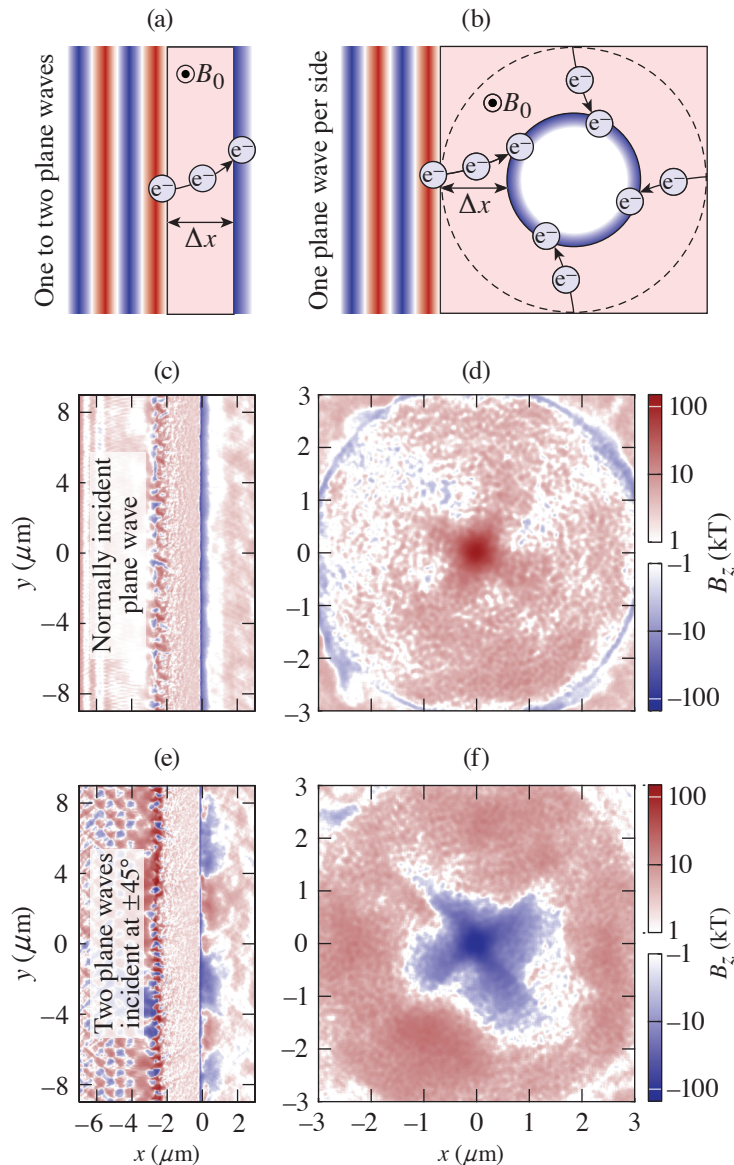 (a)
(b)
One to two plane waves
B0
e−
e−
e−
Δx
One plane wave per side
B0
e−
e−
e−
e−
e−
e−
e−
e−
e−
Δx
(c)
(d)
y (μm)
8
4
0
−4
−8
Normally incident
plane wave
3
2
1
0
−1
−2
−3
100
10
1
−1
−10
−100
Bz (kT)
(e)
(f)
y (μm)
8
4
0
−4
−8
Two plane waves
incident at ±45°
−6 −4 −2 0 2
x (μm)
3
2
1
0
−1
−2
−3
−3 −2 −1 0 1 2 3
x (μm)
100
10
1
−1
−10
−100
Bz (kT)